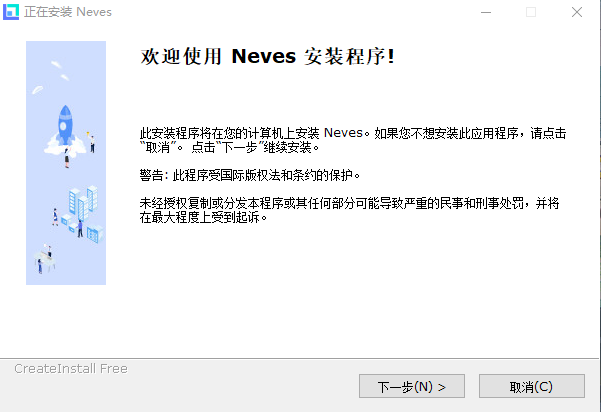 正在安装 Neves
欢迎使用 Neves 安装程序!
此安装程序将在您的计算机上安装 Neves。如果您不想安装此应用程序，请点击
“取消”。 点击“下一步”继续安装。
警告: 此程序受国际版权法和条约的保护。
未经授权复制或分发本程序或其任何部分可能导致严重的民事和刑事处罚，并将
在最大程度上受到起诉。
CreateInstall Free
下一步(N) >
取消(C)